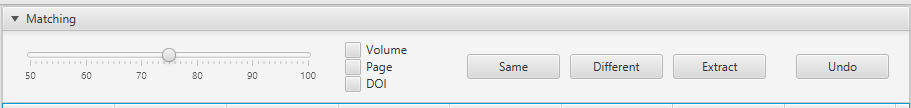 Matching
50 60 70 80 90 100
Volume
Page
DOI
Same Different Extract Undo